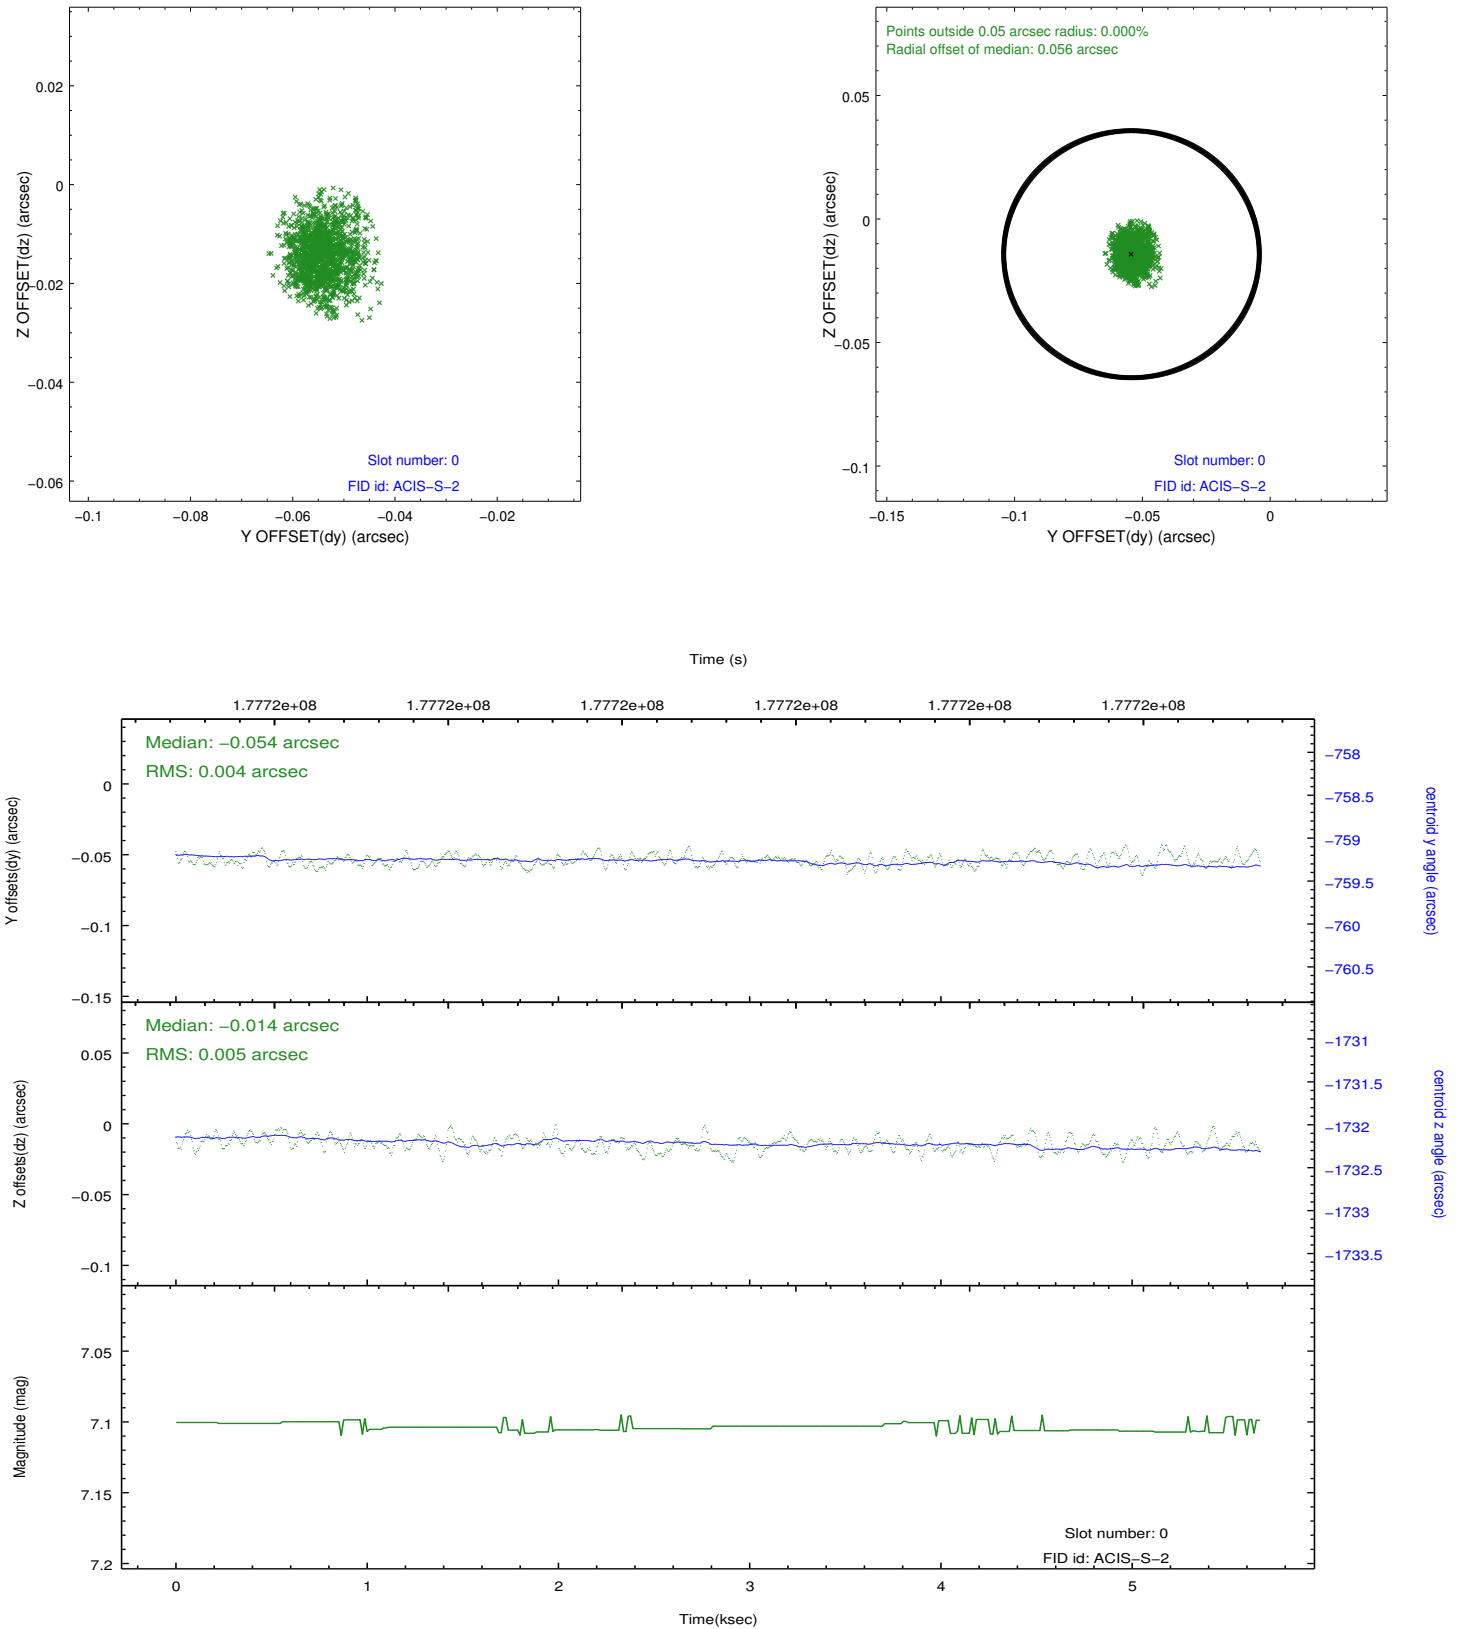 0.02
0
−0.02
−0.04
−0.06
Z OFFSET(dz) (arcsec)
Slot number: 0
FID id: ACIS−S−2
−0.1 −0.08 −0.06 −0.04 −0.02
Y OFFSET(dy) (arcsec)
Points outside 0.05 arcsec radius: 0.000%
Radial offset of median: 0.056 arcsec
0.05
0
−0.05
−0.1
Z OFFSET(dz) (arcsec)
Slot number: 0
FID id: ACIS−S−2
−0.15 −0.1 −0.05 0
Y OFFSET(dy) (arcsec)
Time (s)
1.7772e+08 1.7772e+08 1.7772e+08 1.7772e+08 1.7772e+08 1.7772e+08
Median: −0.054 arcsec
RMS: 0.004 arcsec
0
−0.05
−0.1
−0.15
Y offsets(dy) (arcsec)
−758
−758.5
−759
−759.5
−760
−760.5
centroid y angle (arcsec)
Median: −0.014 arcsec
RMS: 0.005 arcsec
0.05
0
−0.05
−0.1
Z offsets(dz) (arcsec)
−1731
−1731.5
−1732
−1732.5
−1733
−1733.5
centroid z angle (arcsec)
7.05
7.1
7.15
7.2
Magnitude (mag)
Slot number: 0
FID id: ACIS−S−2
0 1 2 3 4 5
Time(ksec)